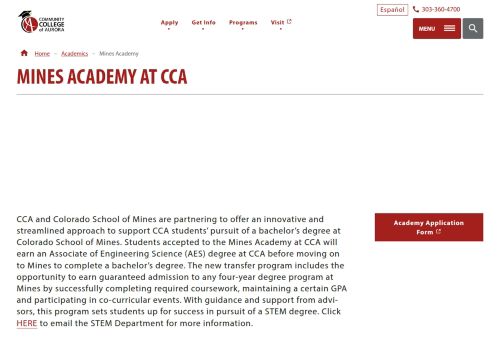 Español 303-360-4700
COMMUNITY
COLLEGE
of AURORA
Apply Get Info Programs Visit
MENU
Home - Academics - Mines Academy
MINES ACADEMY AT CCA
CCA and Colorado School of Mines are partnering to offer an innovative and
streamlined approach to support CCA students' pursuit of a bachelor's degree at
Colorado School of Mines. Students accepted to the Mines Academy at CCA will
earn an Associate of Engineering Science (AES) degree at CCA before moving on
to Mines to complete a bachelor's degree. The new transfer program includes the
opportunity to earn guaranteed admission to any four-year degree program at
Mines by successfully completing required coursework, maintaining a certain GPA
and participating in co-curricular events. With guidance and support from advi-
sors, this program sets students up for success in pursuit of a STEM degree. Click
HERE to email the STEM Department for more information.
Academy Application
Form